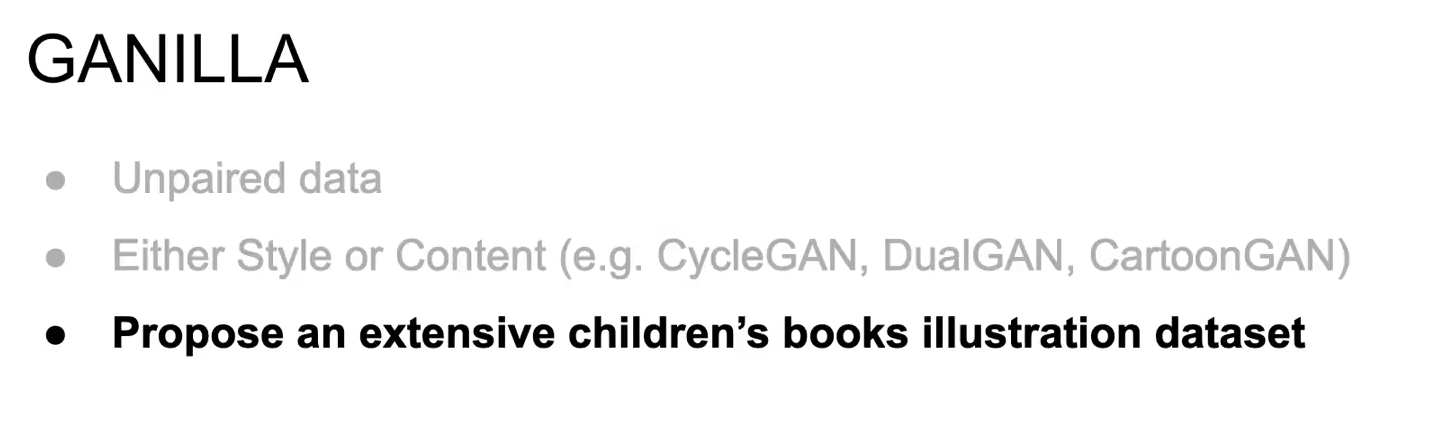 GANILLA
● Unpaired data
● Either Style or Content (e.g. CycleGAN, DualGAN, CartoonGAN)
● Propose an extensive children’s books illustration dataset